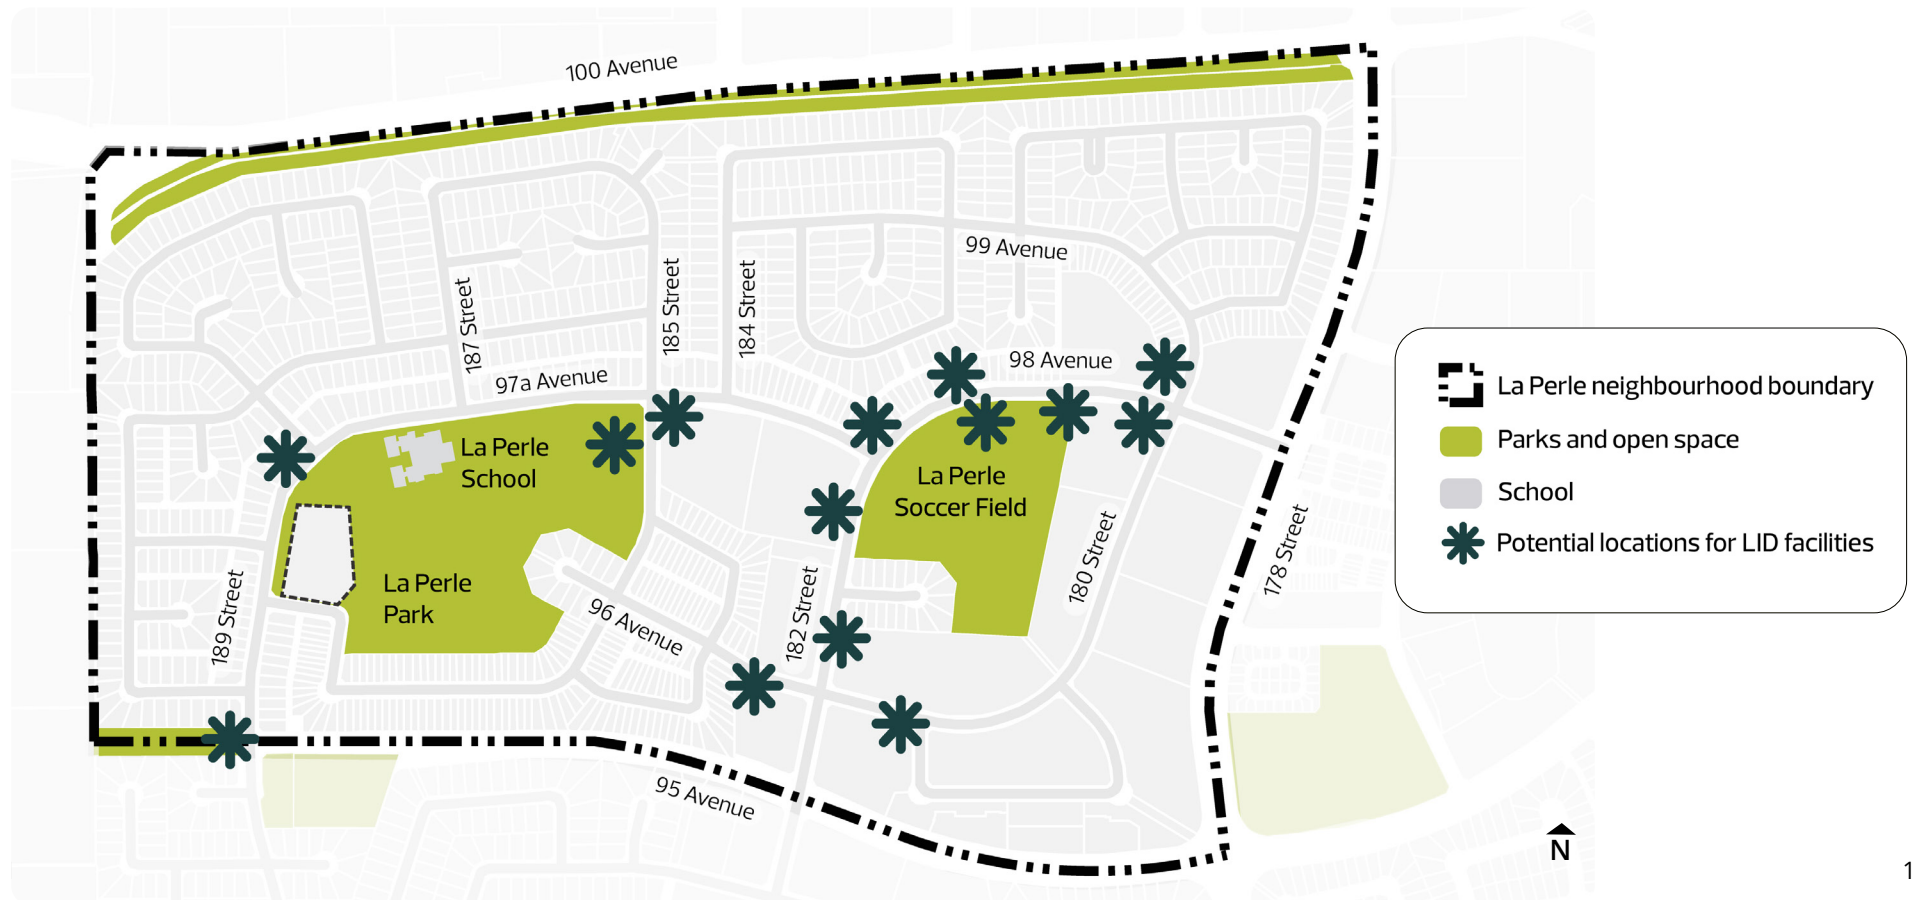 100 Avenue
99 Avenue
187 Street
185 Street
184 Street
98 Avenue
97a Avenue
La Perle
School
La Perle
Soccer Field
La Perle
Park
189 Street
96 Avenue
182 Street
180 Street
178 Street
95 Avenue
La Perle neighbourhood boundary
Parks and open space
School
Potential locations for LID facilities
N
1